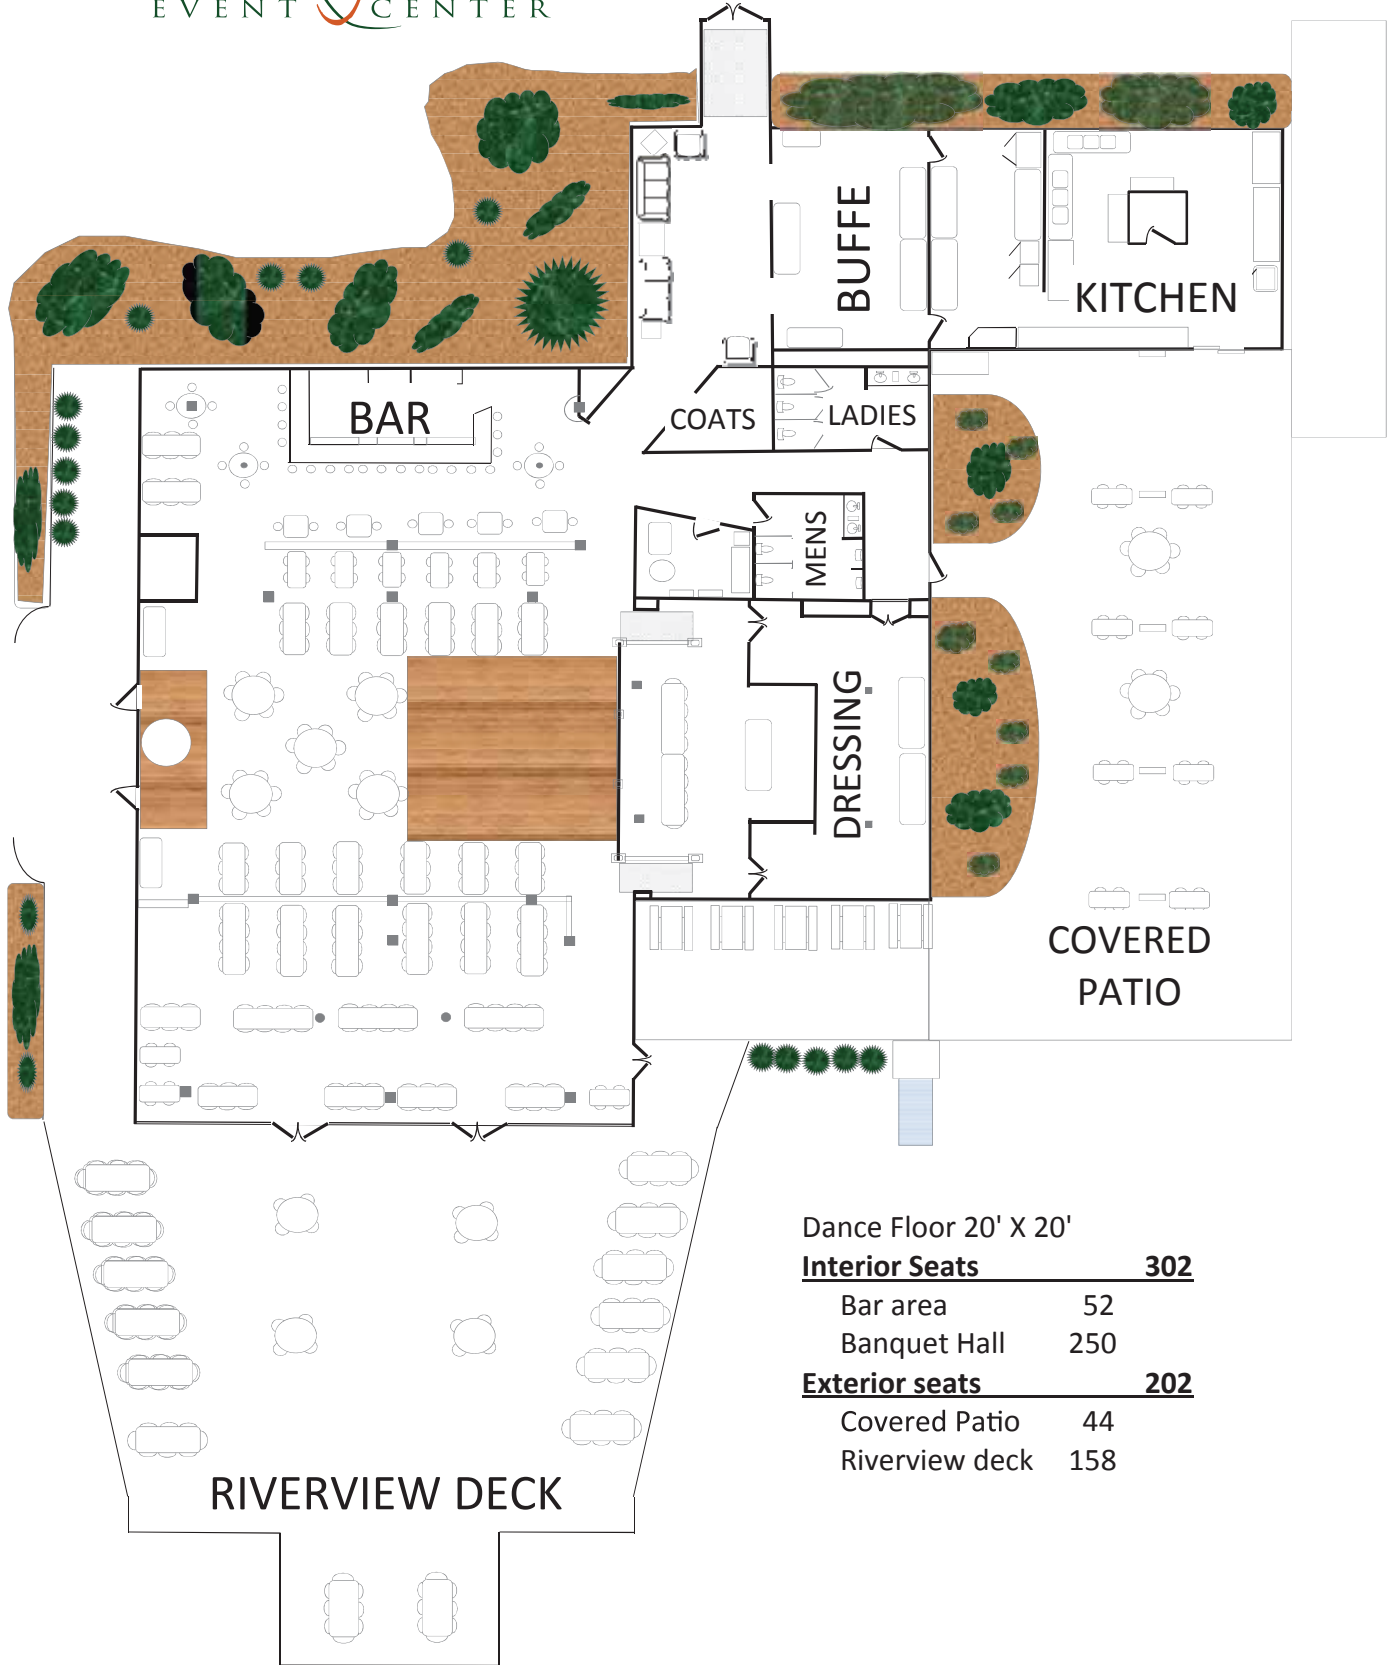 EVENT CENTER
BUFFE
KITCHEN
BAR
COATS
LADIES
MENS
DRESSING
COVERED
PATIO
RIVERVIEW DECK
Dance Floor 20' X 20'
Interior Seats 302
Bar area 52
Banquet Hall 250
Exterior seats 202
Covered Patio 44
Riverview deck 158